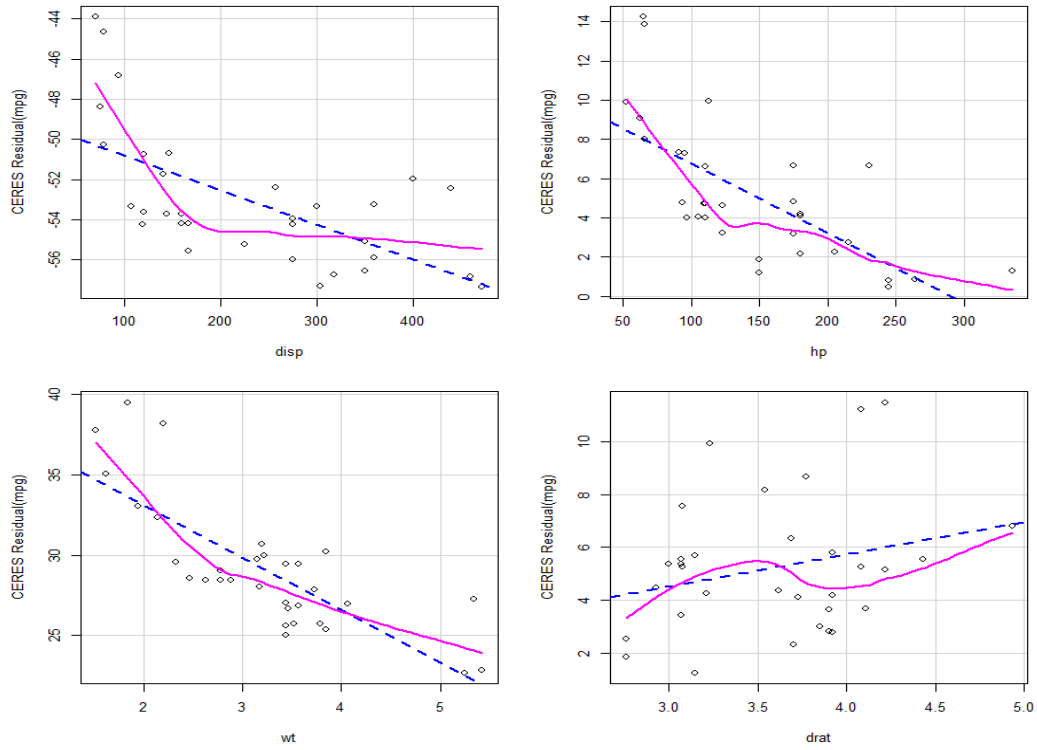 CERES Residual(mpg)
-44
-46
-48
-50
-52
-54
-56
100 200 300 400
disp
CERES Residual(mpg)
14
12
10
8
6
4
2
0
50 100 150 200 250 300
hp
CERES Residual(mpg)
40
35
30
25
2 3 4 5
wt
CERES Residual(mpg)
10
8
6
4
2
3.0 3.5 4.0 4.5 5.0
drat